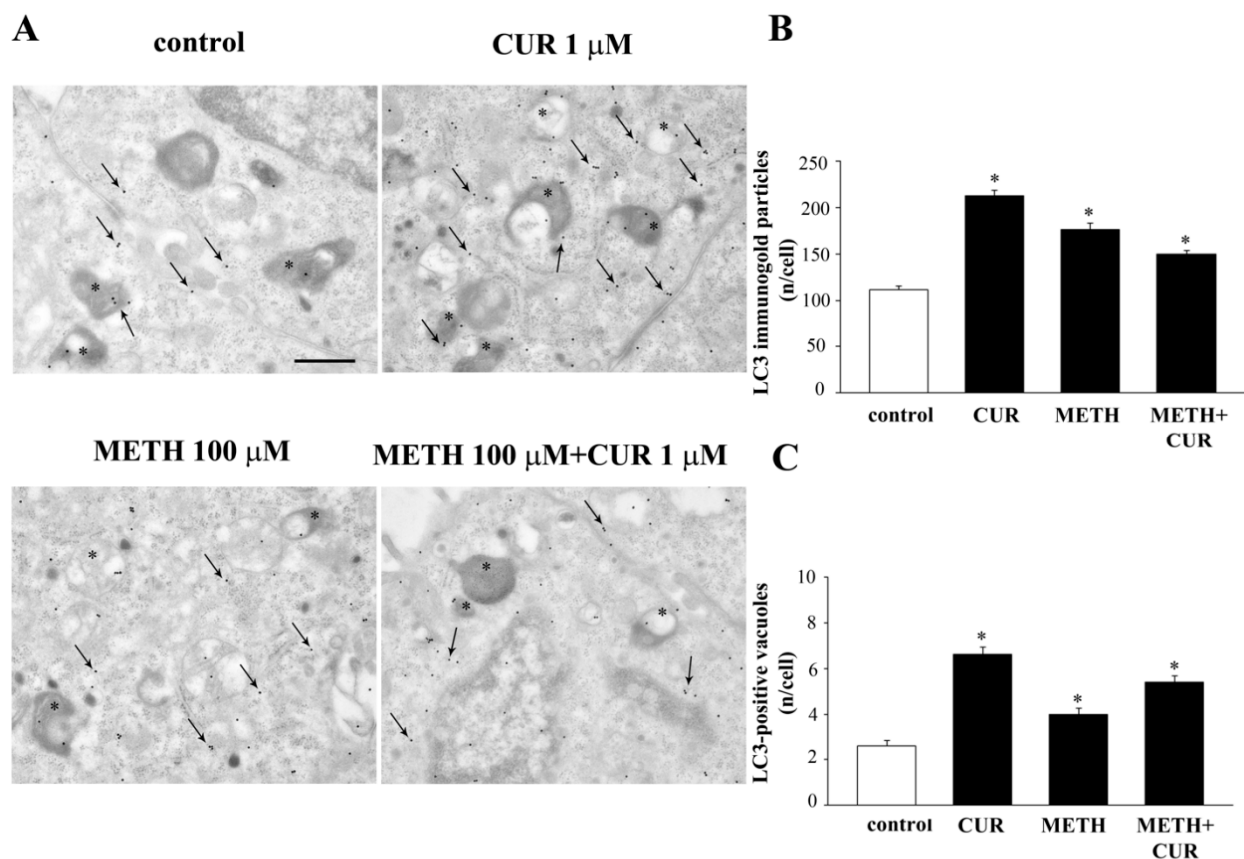 A
control
CUR 1 μM
METH 100 μM
METH 100 μM+CUR 1 μM
B
LC3 immunogold particles
(n/cell)
250
200
150
100
50
0
control
CUR
METH
METH+
CUR
*
*
*
C
LC3-positive vacuoles
(n/cell)
10
8
6
4
2
0
control
CUR
METH
METH+
CUR
*
*
*